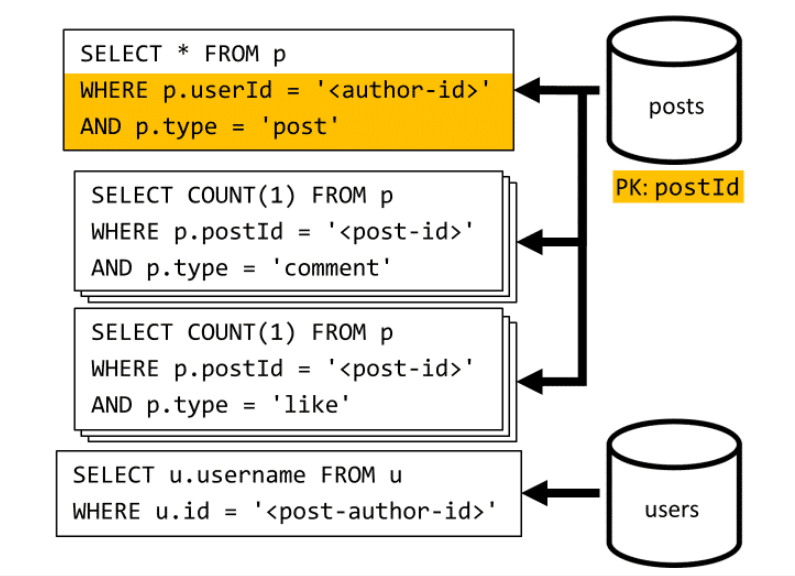 SELECT * FROM p
WHERE p.userId = '<author-id>'
AND p.type = 'post'
posts
PK: postId
SELECT COUNT(1) FROM p
WHERE p.postId = '<post-id>'
AND p.type = 'comment'
SELECT COUNT(1) FROM p
WHERE p.postId = '<post-id>'
AND p.type = 'like'
SELECT u.username FROM u
WHERE u.id = '<post-author-id>'
users